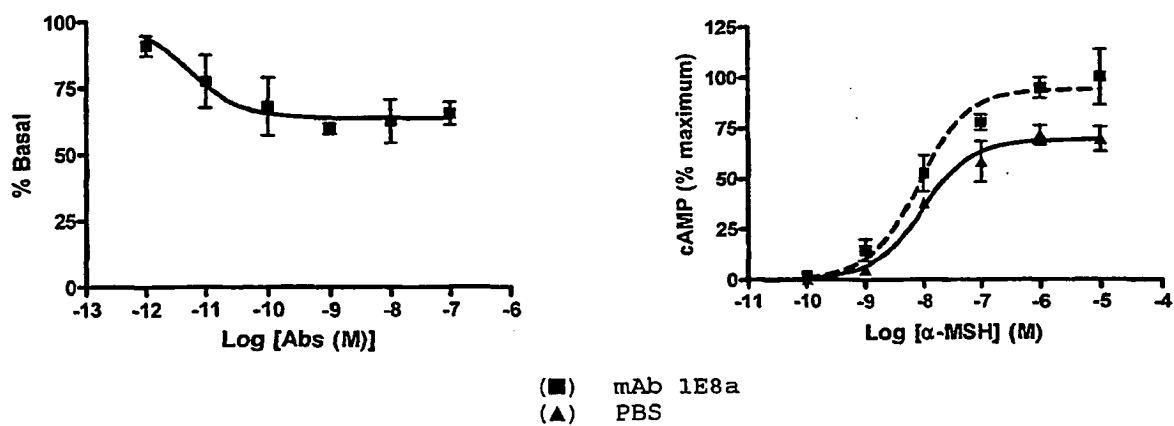 100
75
50
25
0
% Basal
-13 -12 -11 -10 -9 -8 -7 -6
Log [Abs (M)]
125
100
75
50
25
0
cAMP (% maximum)
-11 -10 -9 -8 -7 -6 -5 -4
Log [α-MSH] (M)
(■) mAb 1E8a
(▲) PBS